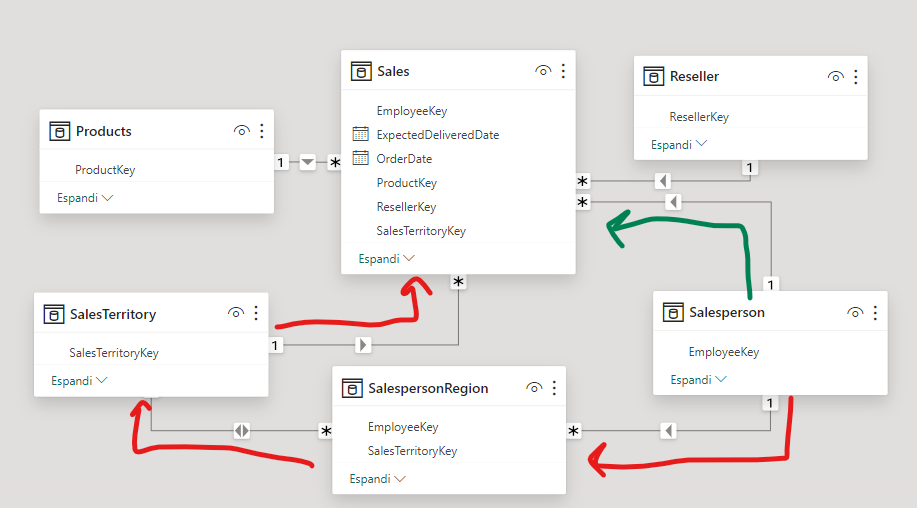 Sales
EmployeeKey
ExpectedDeliveredDate
OrderDate
ProductKey
ResellerKey
SalesTerritoryKey
Espandi
Reseller
ResellerKey
Espandi
Products
ProductKey
Espandi
1
*
*
1
*
1
*
1
SalesTerritory
SalesTerritoryKey
Espandi
Salesperson
EmployeeKey
Espandi
SalespersonRegion
EmployeeKey
SalesTerritoryKey
Espandi
*
*
1